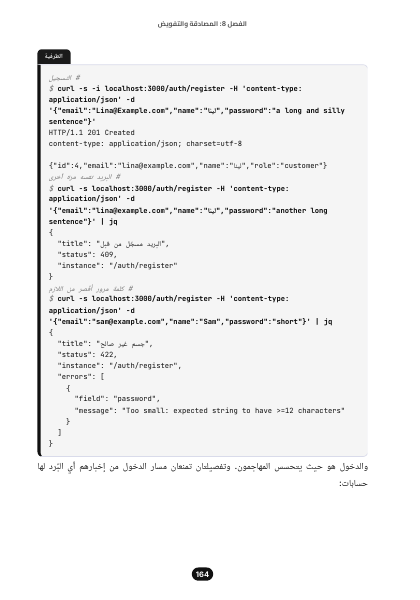 الفصل 8: المصادقة والتفويض
الطرفية
# التسجيل
$ curl -s -i localhost:3000/auth/register -H 'content-type:
application/json' -d
'{"email":"Lina@Example.com","name":"لينا","password":"a long and silly
sentence"}'
HTTP/1.1 201 Created
content-type: application/json; charset=utf-8
{"id":4,"email":"lina@example.com","name":"لينا","role":"customer"}
# البريد نفسه مرة أخرى
$ curl -s localhost:3000/auth/register -H 'content-type:
application/json' -d
'{"email":"lina@example.com","name":"لينا","password":"another long
sentence"}' | jq
{
"title": "البريد مسجّل من قبل",
"status": 409,
"instance": "/auth/register"
}
# كلمة مرور أقصر من اللازم
$ curl -s localhost:3000/auth/register -H 'content-type:
application/json' -d
'{"email":"sam@example.com","name":"Sam","password":"short"}' | jq
{
"title": "جسم غير صالح",
"status": 422,
"instance": "/auth/register",
"errors": [
{
"field": "password",
"message": "Too small: expected string to have >=12 characters"
}
]
}
والدخول هو حيث يتحسس المهاجمون. وتفصيلتان تمنعان مسار الدخول من إخبارهم أي البُرد لها
حسابات:
164